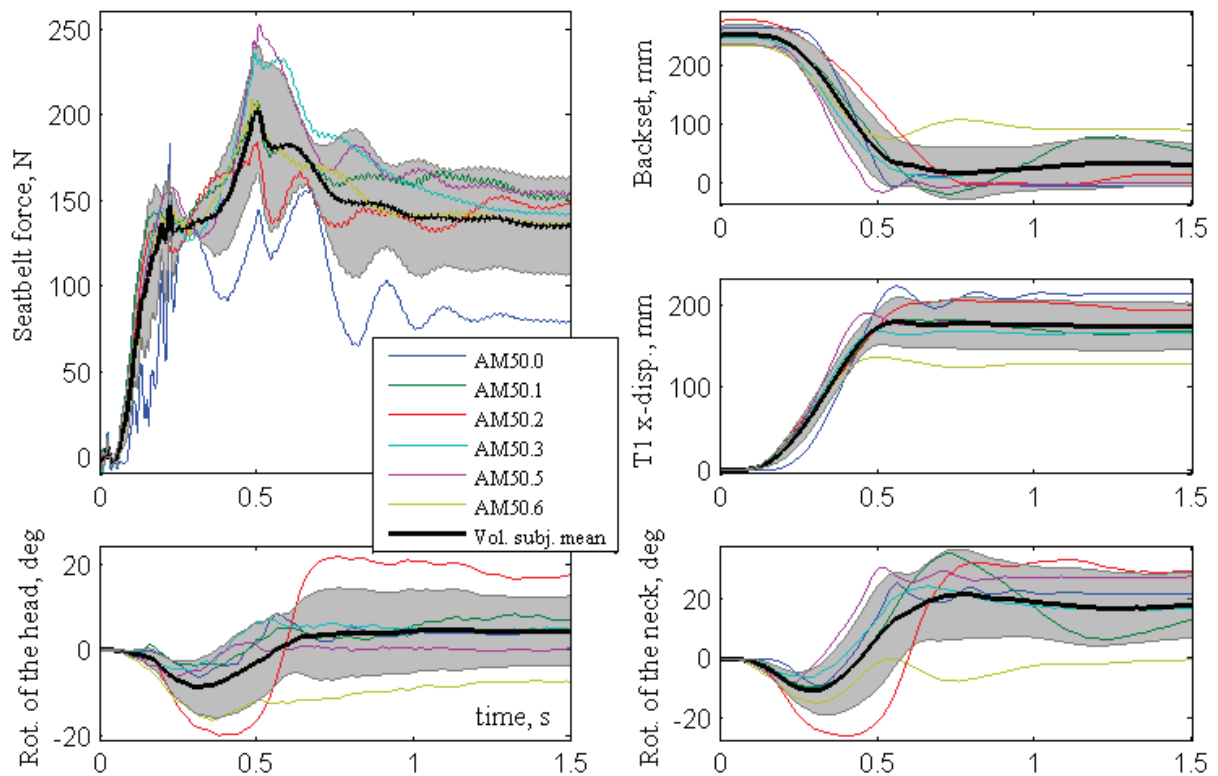 250
200
150
100
50
0
Seatbelt force, N
0
0.5
1
1.5
200
100
0
Backset, mm
0
0.5
1
1.5
200
100
0
T1 x-disp., mm
0
0.5
1
1.5
AM50.0
AM50.1
AM50.2
AM50.3
AM50.5
AM50.6
Vol. subj. mean
20
0
-20
Rot. of the head, deg
time, s
0
0.5
1
1.5
20
0
-20
Rot. of the neck, deg
0
0.5
1
1.5